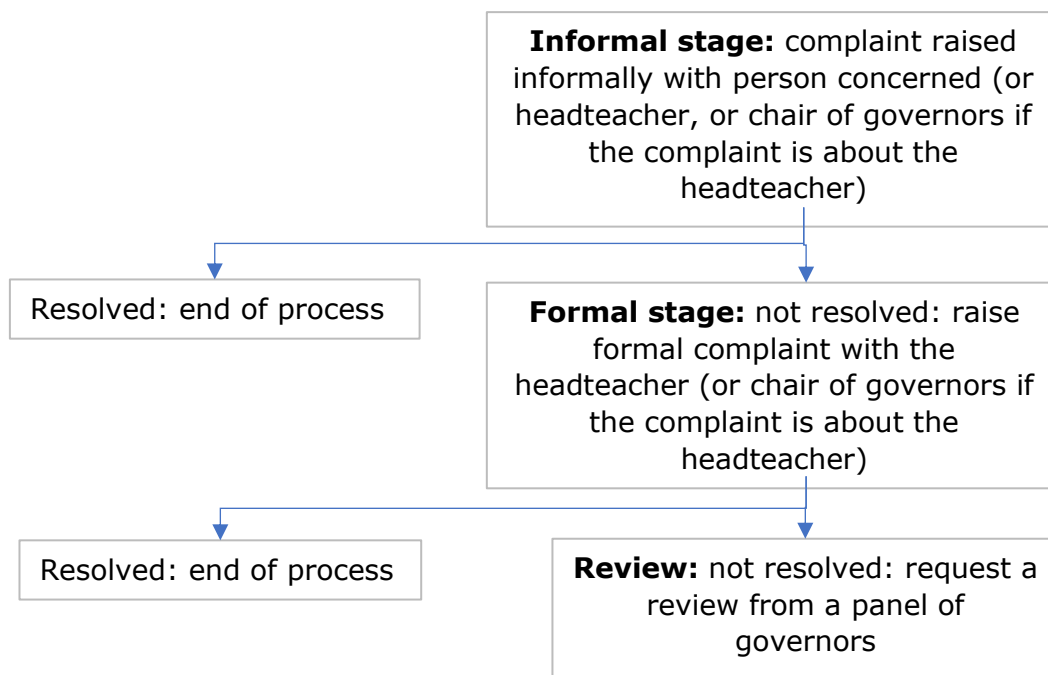 Informal stage: complaint raised
informally with person concerned (or
headteacher, or chair of governors if
the complaint is about the
headteacher)
Resolved: end of process
Formal stage: not resolved: raise
formal complaint with the
headteacher (or chair of governors if
the complaint is about the
headteacher)
Resolved: end of process
Review: not resolved: request a
review from a panel of
governors